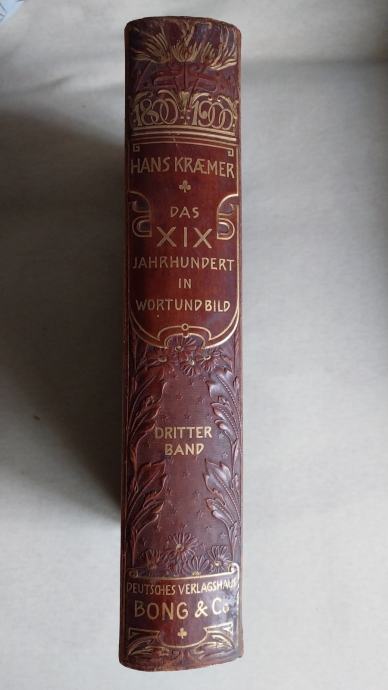 1800 1900
HANS KRÆMER
DAS
XIX
JAHRHUNDERT
IN
WORT UND BILD
DRITTER
BAND
DEUTSCHES VERLAGSHAUS
BONG & Co